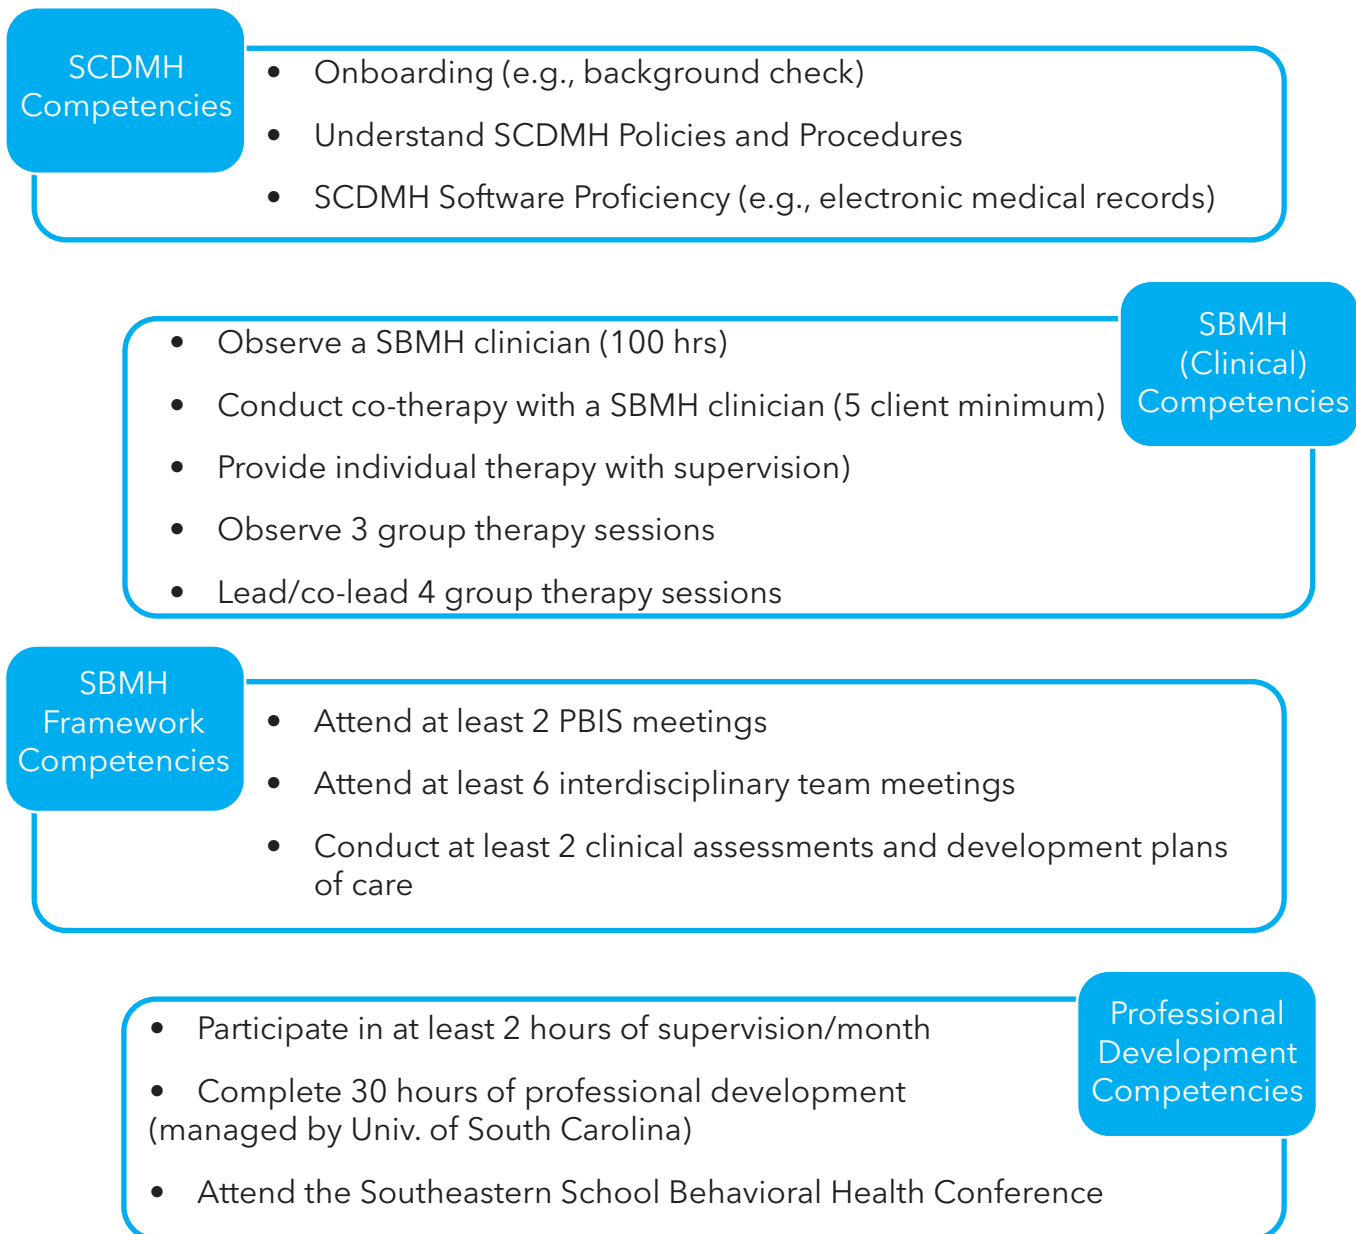 SCDMH
Competencies
• Onboarding (e.g., background check)
• Understand SCDMH Policies and Procedures
• SCDMH Software Proficiency (e.g., electronic medical records)
SBMH
(Clinical)
Competencies
• Observe a SBMH clinician (100 hrs)
• Conduct co-therapy with a SBMH clinician (5 client minimum)
• Provide individual therapy with supervision)
• Observe 3 group therapy sessions
• Lead/co-lead 4 group therapy sessions
SBMH
Framework
Competencies
• Attend at least 2 PBIS meetings
• Attend at least 6 interdisciplinary team meetings
• Conduct at least 2 clinical assessments and development plans
of care
Professional
Development
Competencies
• Participate in at least 2 hours of supervision/month
• Complete 30 hours of professional development
(managed by Univ. of South Carolina)
• Attend the Southeastern School Behavioral Health Conference